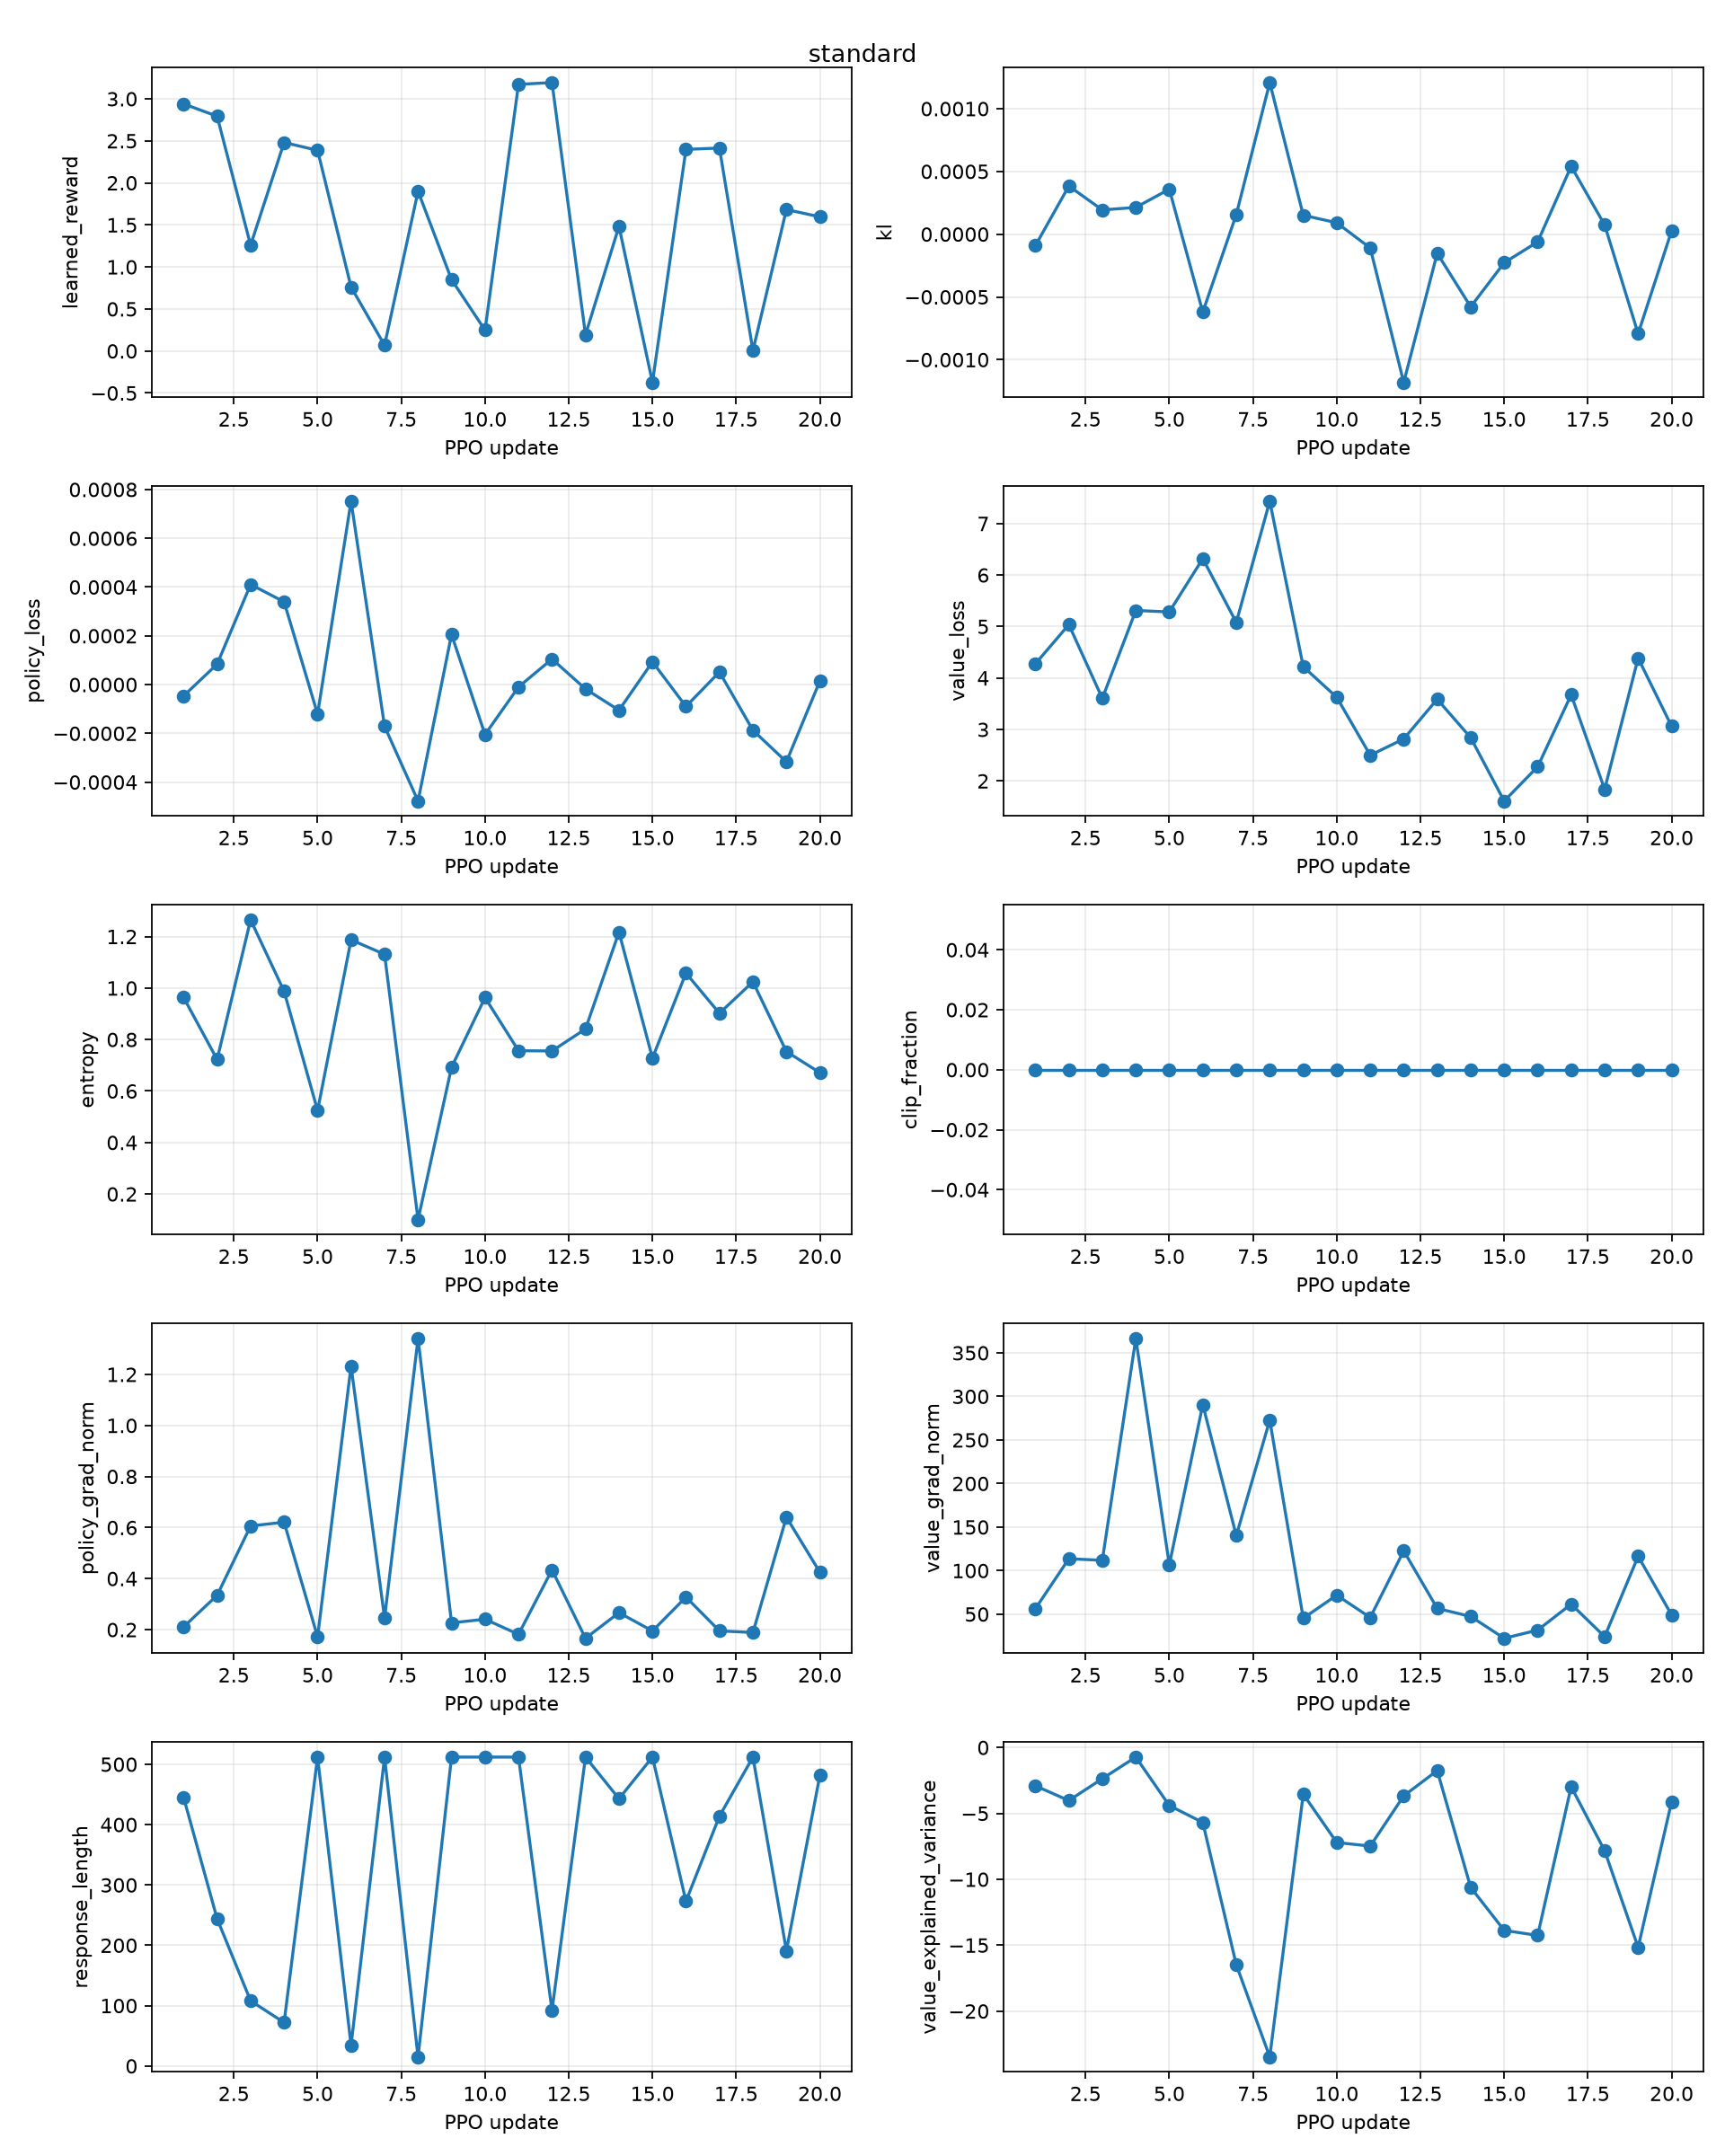 standard
learned_reward
3.0
2.5
2.0
1.5
1.0
0.5
0.0
−0.5
2.5 5.0 7.5 10.0 12.5 15.0 17.5 20.0
PPO update
kl
0.0010
0.0005
0.0000
−0.0005
−0.0010
2.5 5.0 7.5 10.0 12.5 15.0 17.5 20.0
PPO update
policy_loss
0.0008
0.0006
0.0004
0.0002
0.0000
−0.0002
−0.0004
2.5 5.0 7.5 10.0 12.5 15.0 17.5 20.0
PPO update
value_loss
7
6
5
4
3
2
2.5 5.0 7.5 10.0 12.5 15.0 17.5 20.0
PPO update
entropy
1.2
1.0
0.8
0.6
0.4
0.2
2.5 5.0 7.5 10.0 12.5 15.0 17.5 20.0
PPO update
clip_fraction
0.04
0.02
0.00
−0.02
−0.04
2.5 5.0 7.5 10.0 12.5 15.0 17.5 20.0
PPO update
policy_grad_norm
1.2
1.0
0.8
0.6
0.4
0.2
2.5 5.0 7.5 10.0 12.5 15.0 17.5 20.0
PPO update
value_grad_norm
350
300
250
200
150
100
50
2.5 5.0 7.5 10.0 12.5 15.0 17.5 20.0
PPO update
response_length
500
400
300
200
100
0
2.5 5.0 7.5 10.0 12.5 15.0 17.5 20.0
PPO update
value_explained_variance
0
−5
−10
−15
−20
2.5 5.0 7.5 10.0 12.5 15.0 17.5 20.0
PPO update